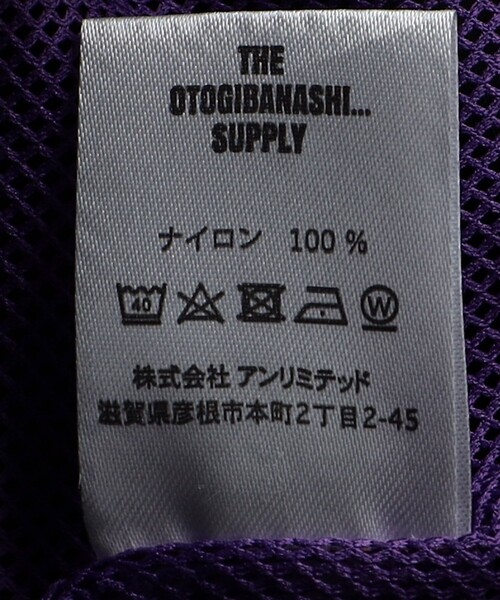 THE
OTOGIBANASHI...
SUPPLY
ナイロン 100 %
40 W
株式会社 アンリミテッド
滋賀県彦根市本町2丁目2-45